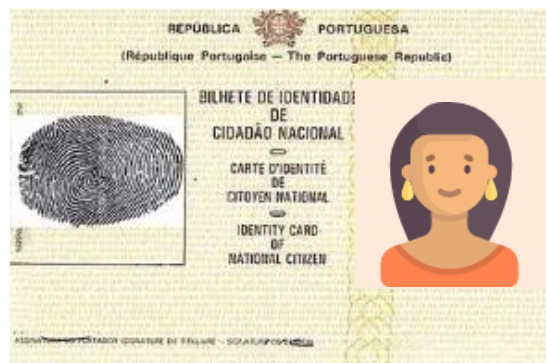 REPÚBLICA PORTUGUESA
(République Portugaise — The Portuguese Republic)
BILHETE DE IDENTIDADE
DE
CIDADÃO NACIONAL
CARTE D'IDENTITÉ
DE
CITOYEN NATIONAL
IDENTITY CARD
OF
NATIONAL CITIZEN